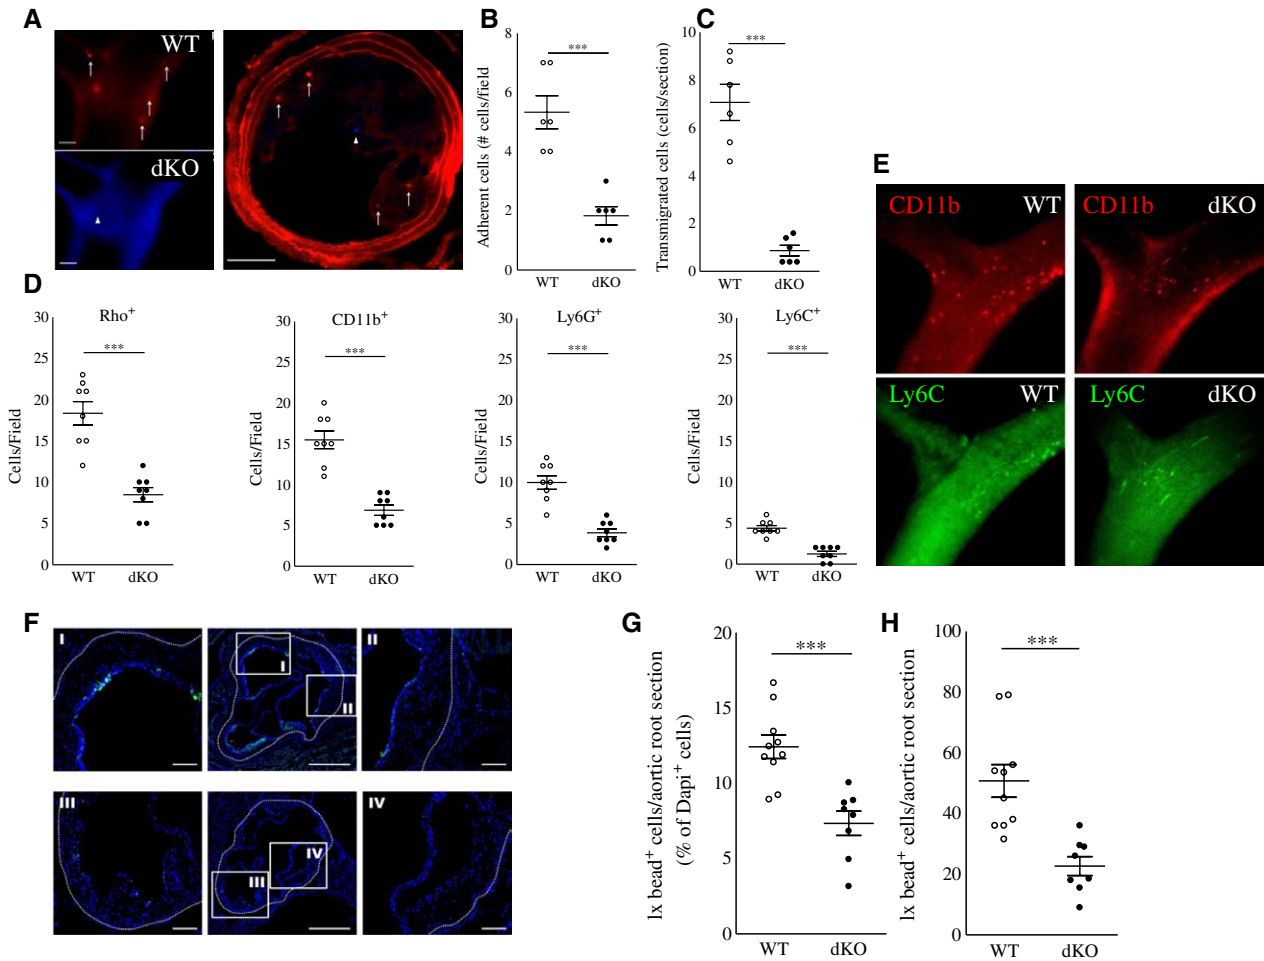 A
WT
dKO
B
Adherent cells (# cells/field)
8
6
4
2
0
***
WT
dKO
C
Transmigrated cells (cells/section)
10
8
6
4
2
0
***
WT
dKO
D
Rho+
Cells/Field
30
25
20
15
10
5
0
***
WT
dKO
CD11b+
Cells/Field
30
25
20
15
10
5
0
***
WT
dKO
Ly6G+
Cells/Field
30
25
20
15
10
5
0
***
WT
dKO
Ly6C+
Cells/Field
30
25
20
15
10
5
0
***
WT
dKO
E
CD11b WT
CD11b dKO
Ly6C WT
Ly6C dKO
F
I
I
II
II
III
III
IV
IV
G
lx bead+ cells/aortic root section
(% of Dapi+ cells)
20
15
10
5
0
***
WT
dKO
H
lx bead+ cells/aortic root section
100
80
60
40
20
0
***
WT
dKO